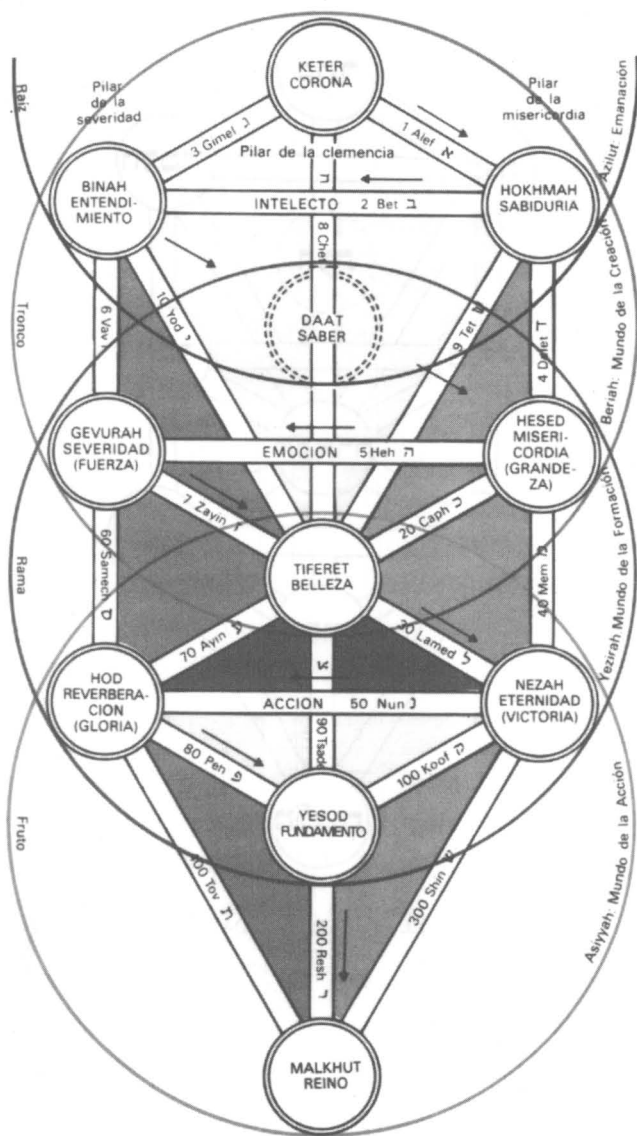 KETER
CORONA
Pilar
de la
severidad
Pilar
de la
misericordia
Raiz
Azilut: Emanación
3 Gimel ג
1 Alef א
Pilar de la clemencia
ח
BINAH
ENTENDI-
MIENTO
HOKHMAH
SABIDURIA
INTELECTO 2 Bet ב
8 Chet
Tronco
Beriah: Mundo de la Creación
6 Vav
10 Yod י
DAAT
SABER
9 Tet
4 Dalet ד
GEVURAH
SEVERIDAD
(FUERZA)
HESED
MISERI-
CORDIA
(GRANDE-
ZA)
EMOCION 5 Heh ה
7 Zayin ז
20 Caph כ
Rama
Yezirah Mundo de la Formación
60 Samech ס
40 Mem מ
TIFERET
BELLEZA
70 Ayin
30 Lamed ל
HOD
REVERBERA-
CION
(GLORIA)
NEZAH
ETERNIDAD
(VICTORIA)
ACCION 50 Nun נ
90 Tsade
80 Peh פ
100 Koof ק
Fruto
Asiyyah: Mundo de la Acción
YESOD
FUNDAMENTO
Tov ת
200 Resh ר
300 Shin
MALKHUT
REINO